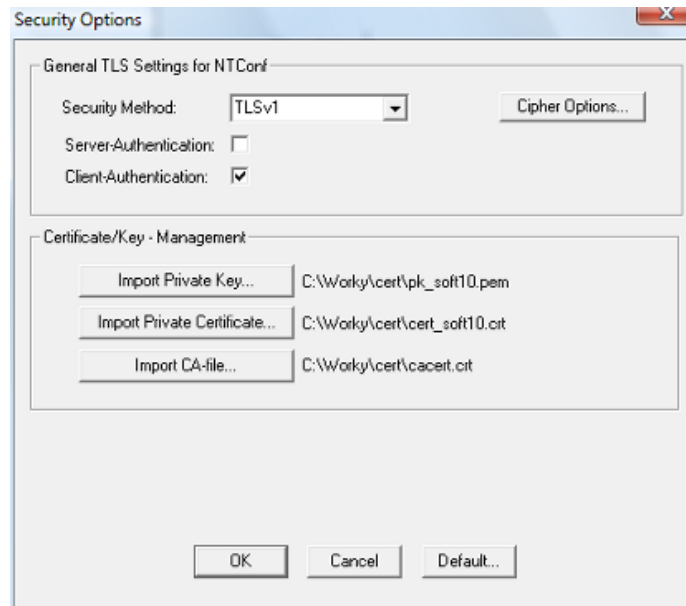 Security Options
General TLS Settings for NTConf
Security Method: TLSv1 Cipher Options...
Server-Authentication:
Client-Authentication:
Certificate/Key - Management
Import Private Key... C:\Worky\cert\pk_soft10.pem
Import Private Certificate... C:\Worky\cert\cert_soft10.crt
Import CA-file... C:\Worky\cert\cacert.crt
OK Cancel Default...